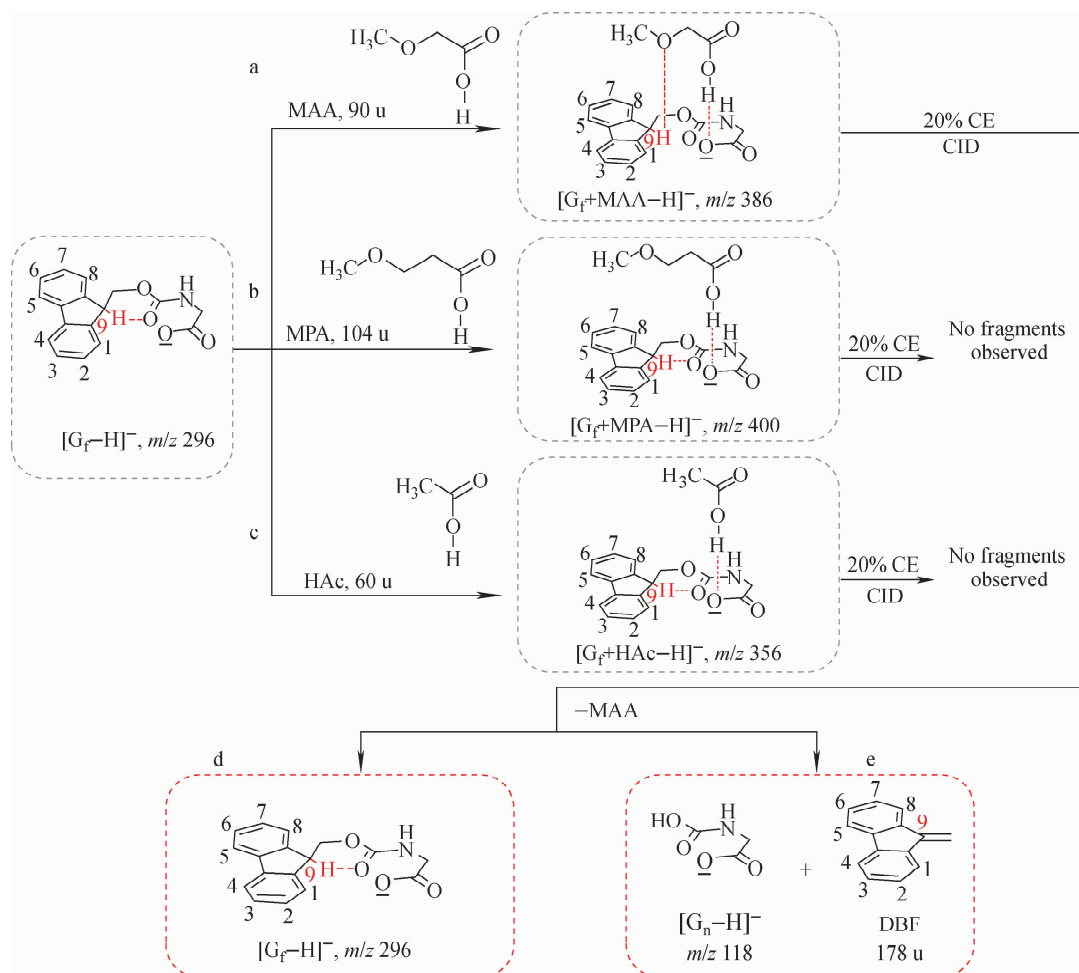 a
H₃C
O
O
O
H
MAA, 90 u
H₃C
O
O
O
H
H
7
6
8
O
N
5
9
H
O
O
O
4
1
3
2
[Gf+MΛΛ−H]⁻, m/z 386
20% CE
CID
7
6
8
O
H
N
5
9
H
O
O
O
4
1
3
2
[Gf−H]⁻, m/z 296
b
H₃C
O
O
O
H
MPA, 104 u
H₃C
O
O
O
H
H
7
6
8
O
N
5
9
H
O
O
O
4
1
3
2
[Gf+MPA−H]⁻, m/z 400
20% CE
CID
No fragments
observed
c
H₃C
O
O
H
HAc, 60 u
H₃C
O
O
H
H
7
6
8
O
N
5
9
H
O
O
O
4
1
3
2
[Gf+HAc−H]⁻, m/z 356
20% CE
CID
No fragments
observed
−MAA
d
7
6
8
O
H
N
5
9
H
O
O
O
4
1
3
2
[Gf−H]⁻, m/z 296
e
HO
H
N
O
O
O
[Gn−H]⁻
m/z 118
+
7
6
8
9
5
4
1
3
2
DBF
178 u